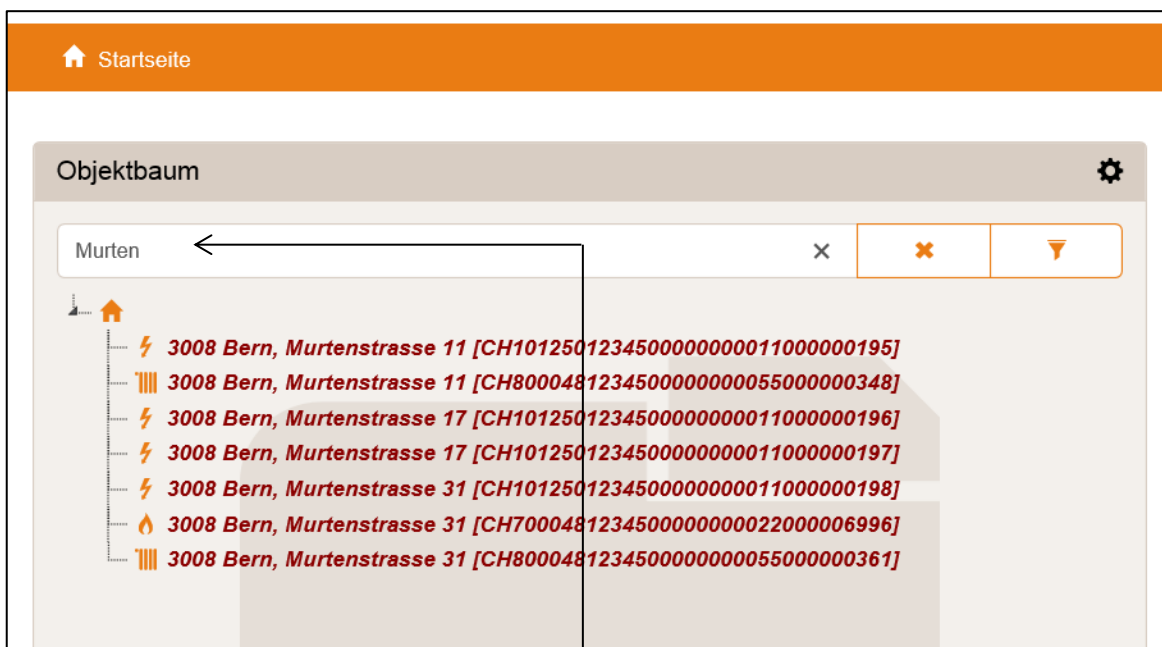 Startseite
Objektbaum
Murten
3008 Bern, Murtenstrasse 11 [CH1012501234500000000011000000195]
3008 Bern, Murtenstrasse 11 [CH8000481234500000000055000000348]
3008 Bern, Murtenstrasse 17 [CH1012501234500000000011000000196]
3008 Bern, Murtenstrasse 17 [CH1012501234500000000011000000197]
3008 Bern, Murtenstrasse 31 [CH1012501234500000000011000000198]
3008 Bern, Murtenstrasse 31 [CH7000481234500000000022000006996]
3008 Bern, Murtenstrasse 31 [CH8000481234500000000055000000361]